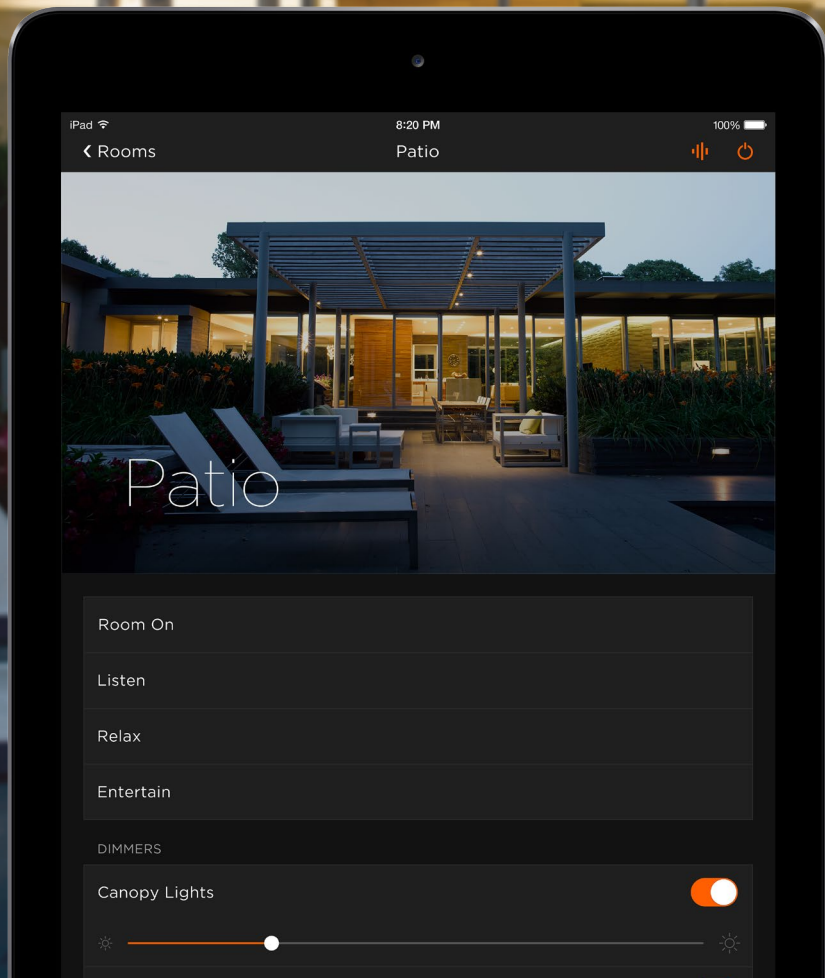 iPad 8:20 PM 100%
Rooms Patio
Patio
Room On
Listen
Relax
Entertain
DIMMERS
Canopy Lights